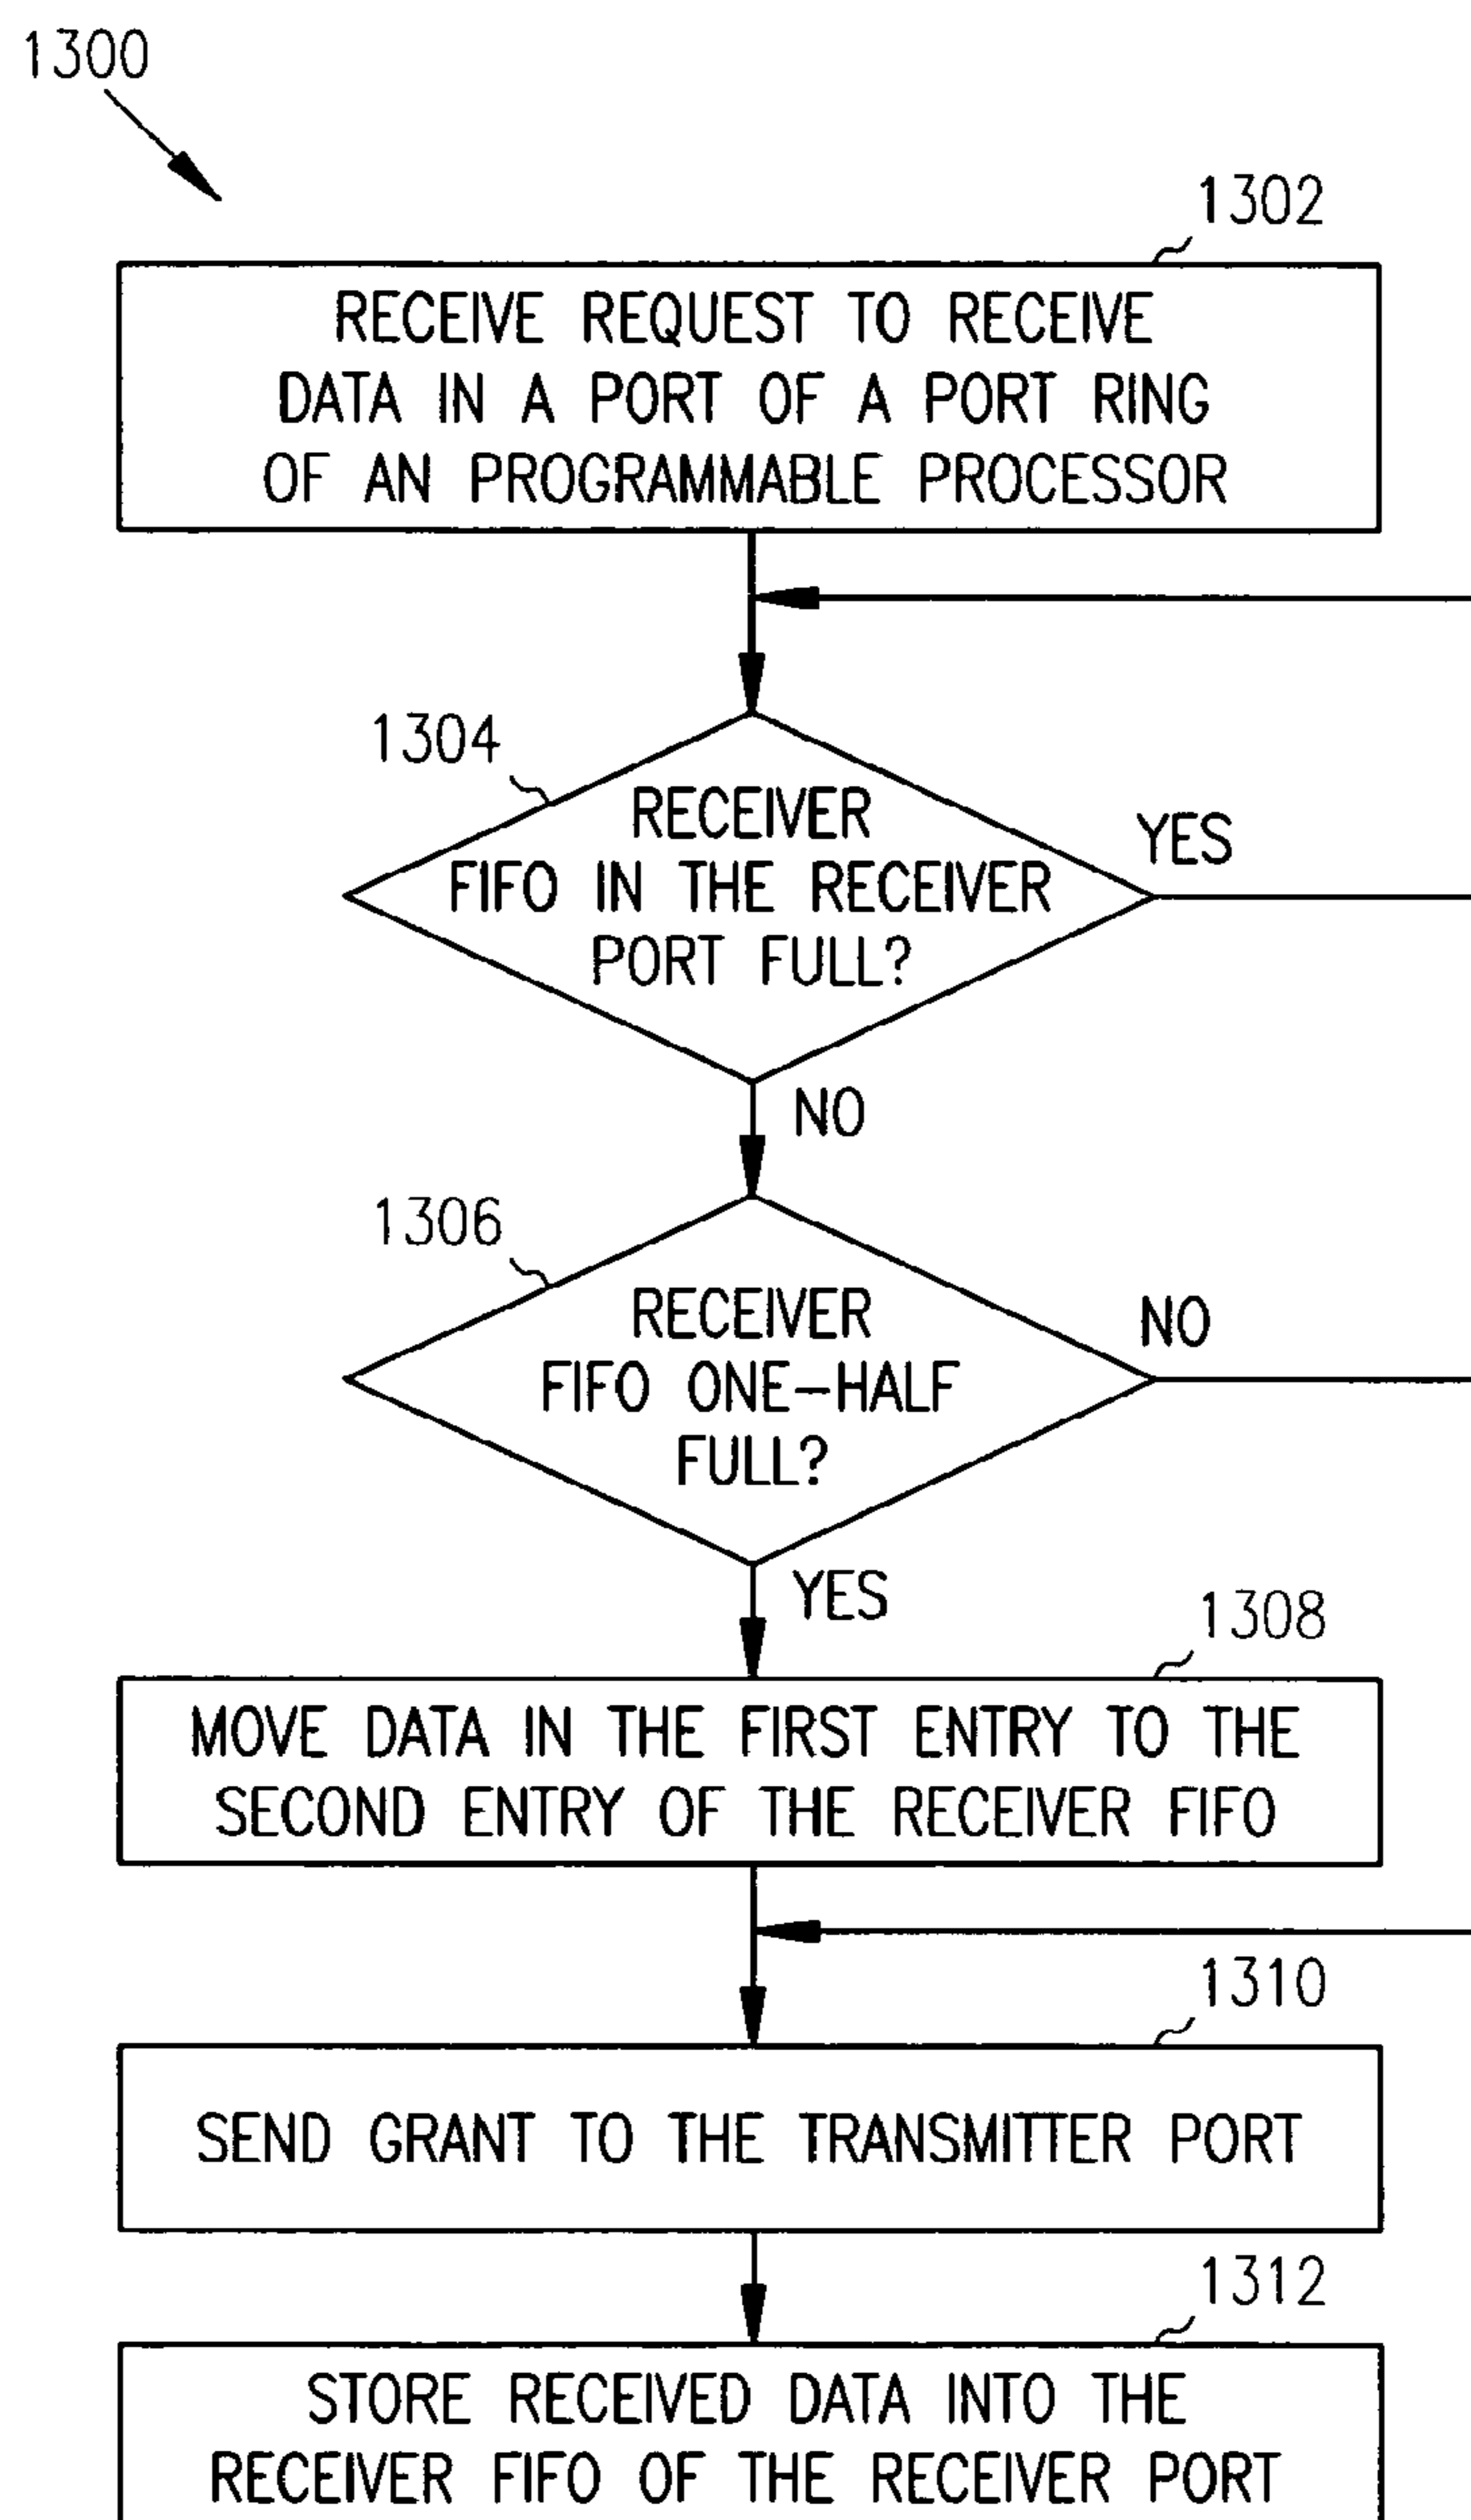 1300
1302
RECEIVE REQUEST TO RECEIVE
DATA IN A PORT OF A PORT RING
OF AN PROGRAMMABLE PROCESSOR
1304
RECEIVER
FIFO IN THE RECEIVER
PORT FULL?
YES
NO
1306
RECEIVER
FIFO ONE-HALF
FULL?
NO
YES
1308
MOVE DATA IN THE FIRST ENTRY TO THE
SECOND ENTRY OF THE RECEIVER FIFO
1310
SEND GRANT TO THE TRANSMITTER PORT
1312
STORE RECEIVED DATA INTO THE
RECEIVER FIFO OF THE RECEIVER PORT